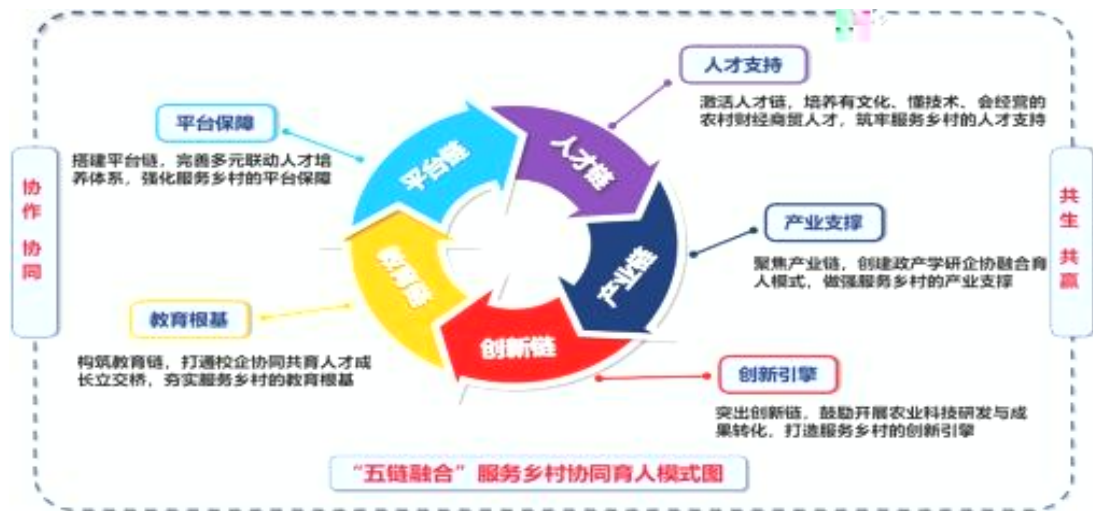 人才支持
激活人才链，培养有文化、懂技术、会经营的
农村财经商贸人才，筑牢服务乡村的人才支持
平台保障
搭建平台链，完善多元联动人才培
养体系，强化服务乡村的平台保障
平台链
人才链
协作 协同
共生 共赢
产业支撑
聚焦产业链，创建政产学研企协融合育
人模式，做强服务乡村的产业支撑
教育链
产业链
创新链
教育根基
构筑教育链，打通校企协同共育人才成
长立交桥，夯实服务乡村的教育根基
创新引擎
突出创新链，鼓励开展农业科技研发与成
果转化，打造服务乡村的创新引擎
“五链融合”服务乡村协同育人模式图